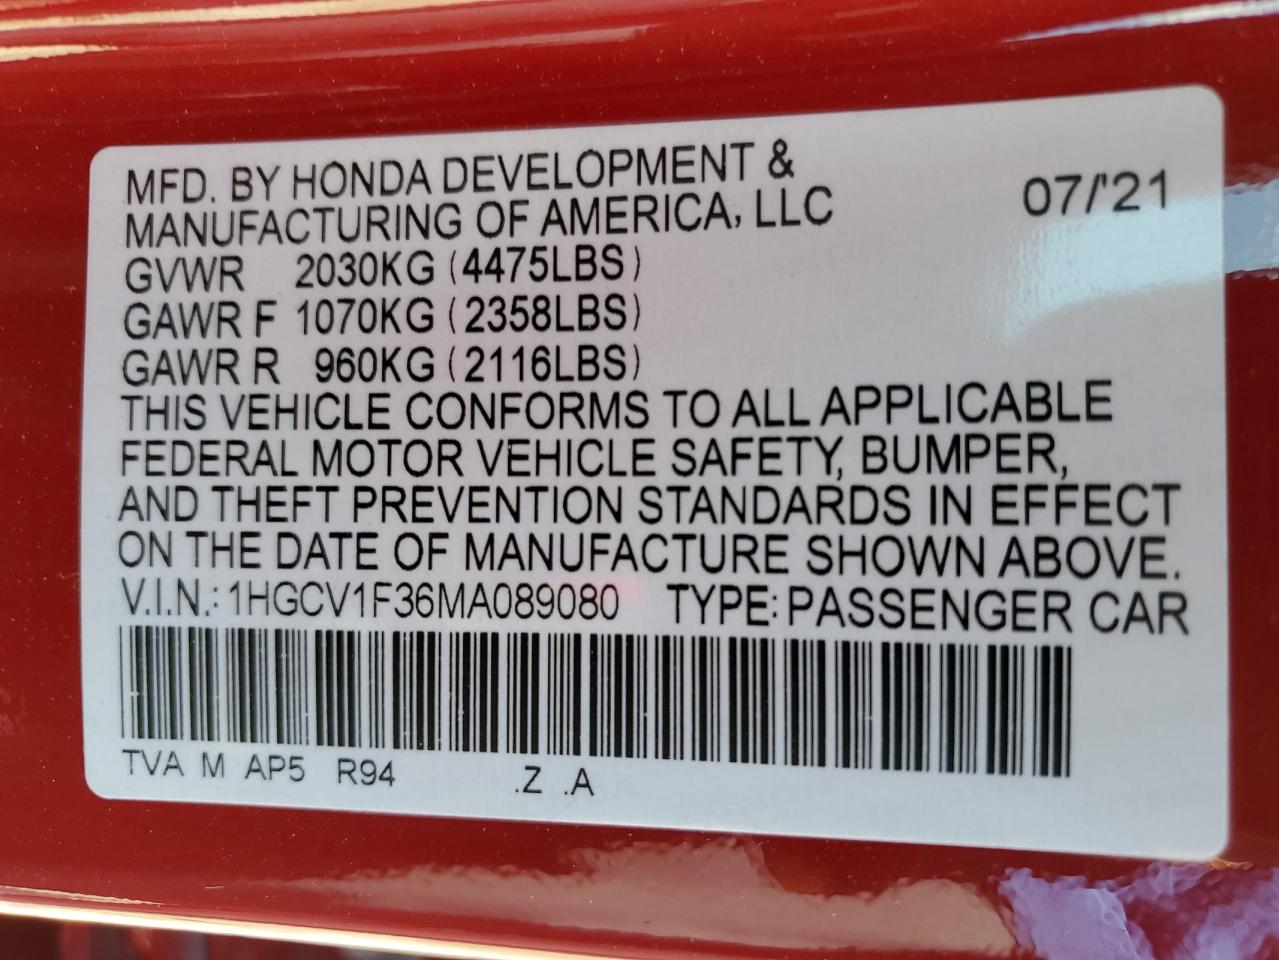 MFD. BY HONDA DEVELOPMENT &
MANUFACTURING OF AMERICA, LLC 07/'21
GVWR 2030KG (4475LBS)
GAWR F 1070KG (2358LBS)
GAWR R 960KG (2116LBS)
THIS VEHICLE CONFORMS TO ALL APPLICABLE
FEDERAL MOTOR VEHICLE SAFETY, BUMPER,
AND THEFT PREVENTION STANDARDS IN EFFECT
ON THE DATE OF MANUFACTURE SHOWN ABOVE.
V.I.N.: 1HGCV1F36MA089080 TYPE: PASSENGER CAR
TVA M AP5 R94 .Z .A